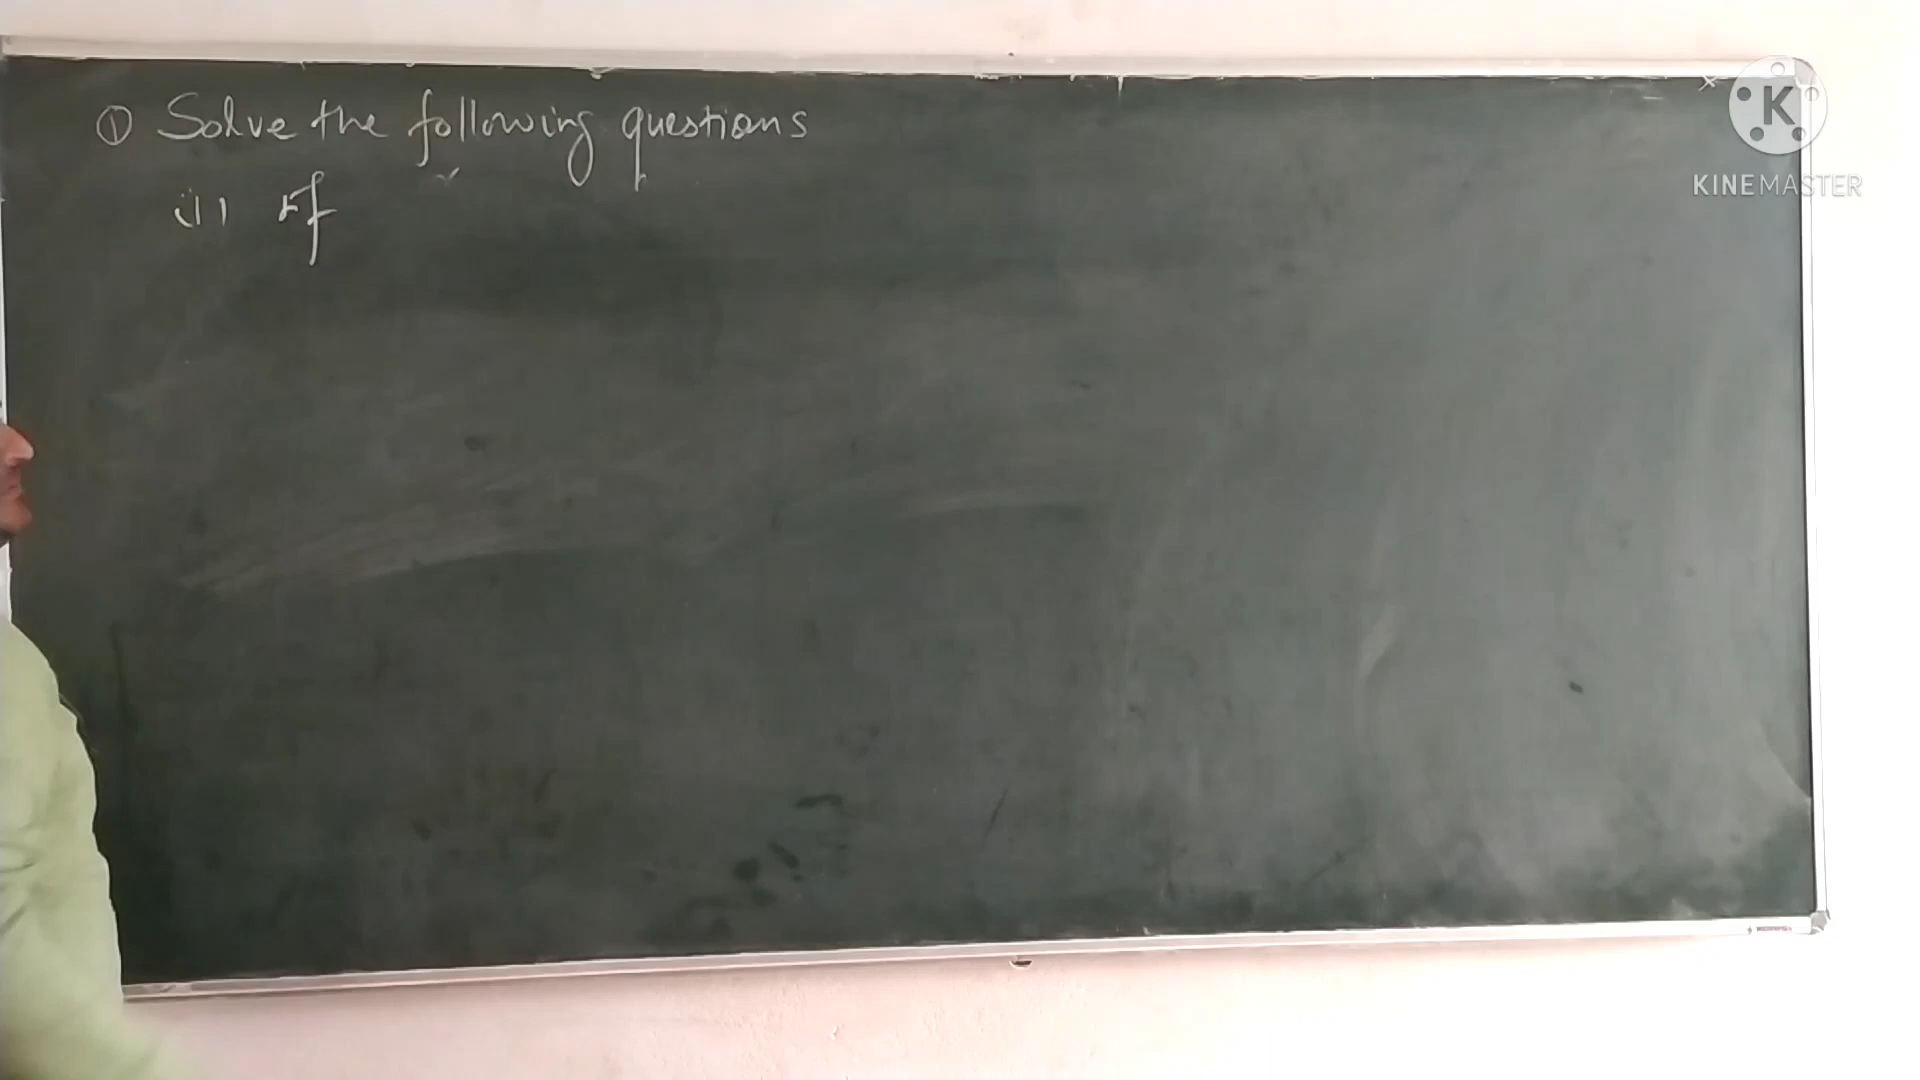 ① Solve the following questions
(i) If
KINEMASTER